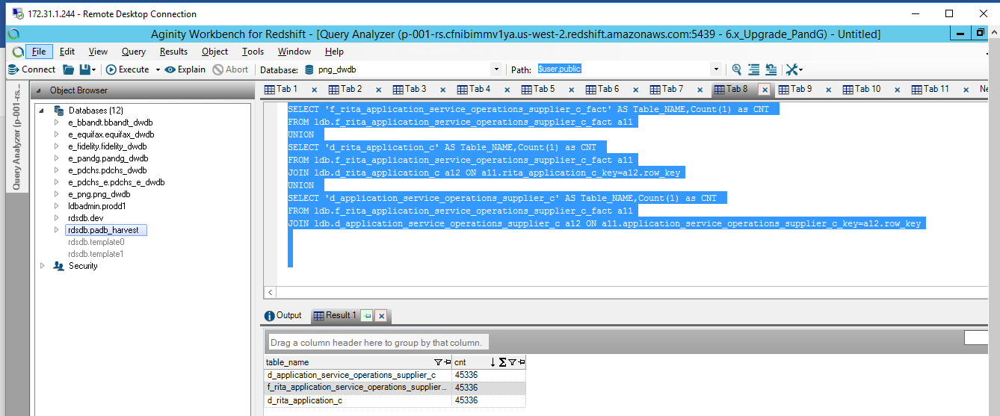 172.31.1.244 - Remote Desktop Connection
Aginity Workbench for Redshift - [Query Analyzer (p-001-rs.cfnibimmv1ya.us-west-2.redshift.amazonaws.com:5439 - 6.x_Upgrade_PandG) - Untitled]
File Edit View Query Results Object Tools Window Help
Connect Execute Explain Abort Database: png_dwdb Path: $user,public
Query Analyzer (p-001-rs...
Object Browser
Tab 1 Tab 2 Tab 3 Tab 4 Tab 5 Tab 6 Tab 7 Tab 8 Tab 9 Tab 10 Tab 11 Ne
Databases (12)
e_bbandt.bbandt_dwdb
e_equifax.equifax_dwdb
e_fidelity.fidelity_dwdb
e_pandg.pandg_dwdb
e_pdchs.pdchs_dwdb
e_pdchs_e.pdchs_e_dwdb
e_png.png_dwdb
ldbadmin.prodd1
rdsdb.dev
rdsdb.padb_harvest
rdsdb.template0
rdsdb.template1
Security
SELECT 'f_rita_application_service_operations_supplier_c_fact' AS Table_NAME,Count(1) as CNT
FROM ldb.f_rita_application_service_operations_supplier_c_fact a11
UNION
SELECT 'd_rita_application_c' AS Table_NAME,Count(1) as CNT
FROM ldb.f_rita_application_service_operations_supplier_c_fact a11
JOIN ldb.d_rita_application_c a12 ON a11.rita_application_c_key=a12.row_key
UNION
SELECT 'd_application_service_operations_supplier_c' AS Table_NAME,Count(1) as CNT
FROM ldb.f_rita_application_service_operations_supplier_c_fact a11
JOIN ldb.d_application_service_operations_supplier_c a12 ON a11.application_service_operations_supplier_c_key=a12.row_key
Output Result 1
Drag a column header here to group by that column.
table_name cnt
d_application_service_operations_supplier_c 45336
f_rita_application_service_operations_supplier... 45336
d_rita_application_c 45336